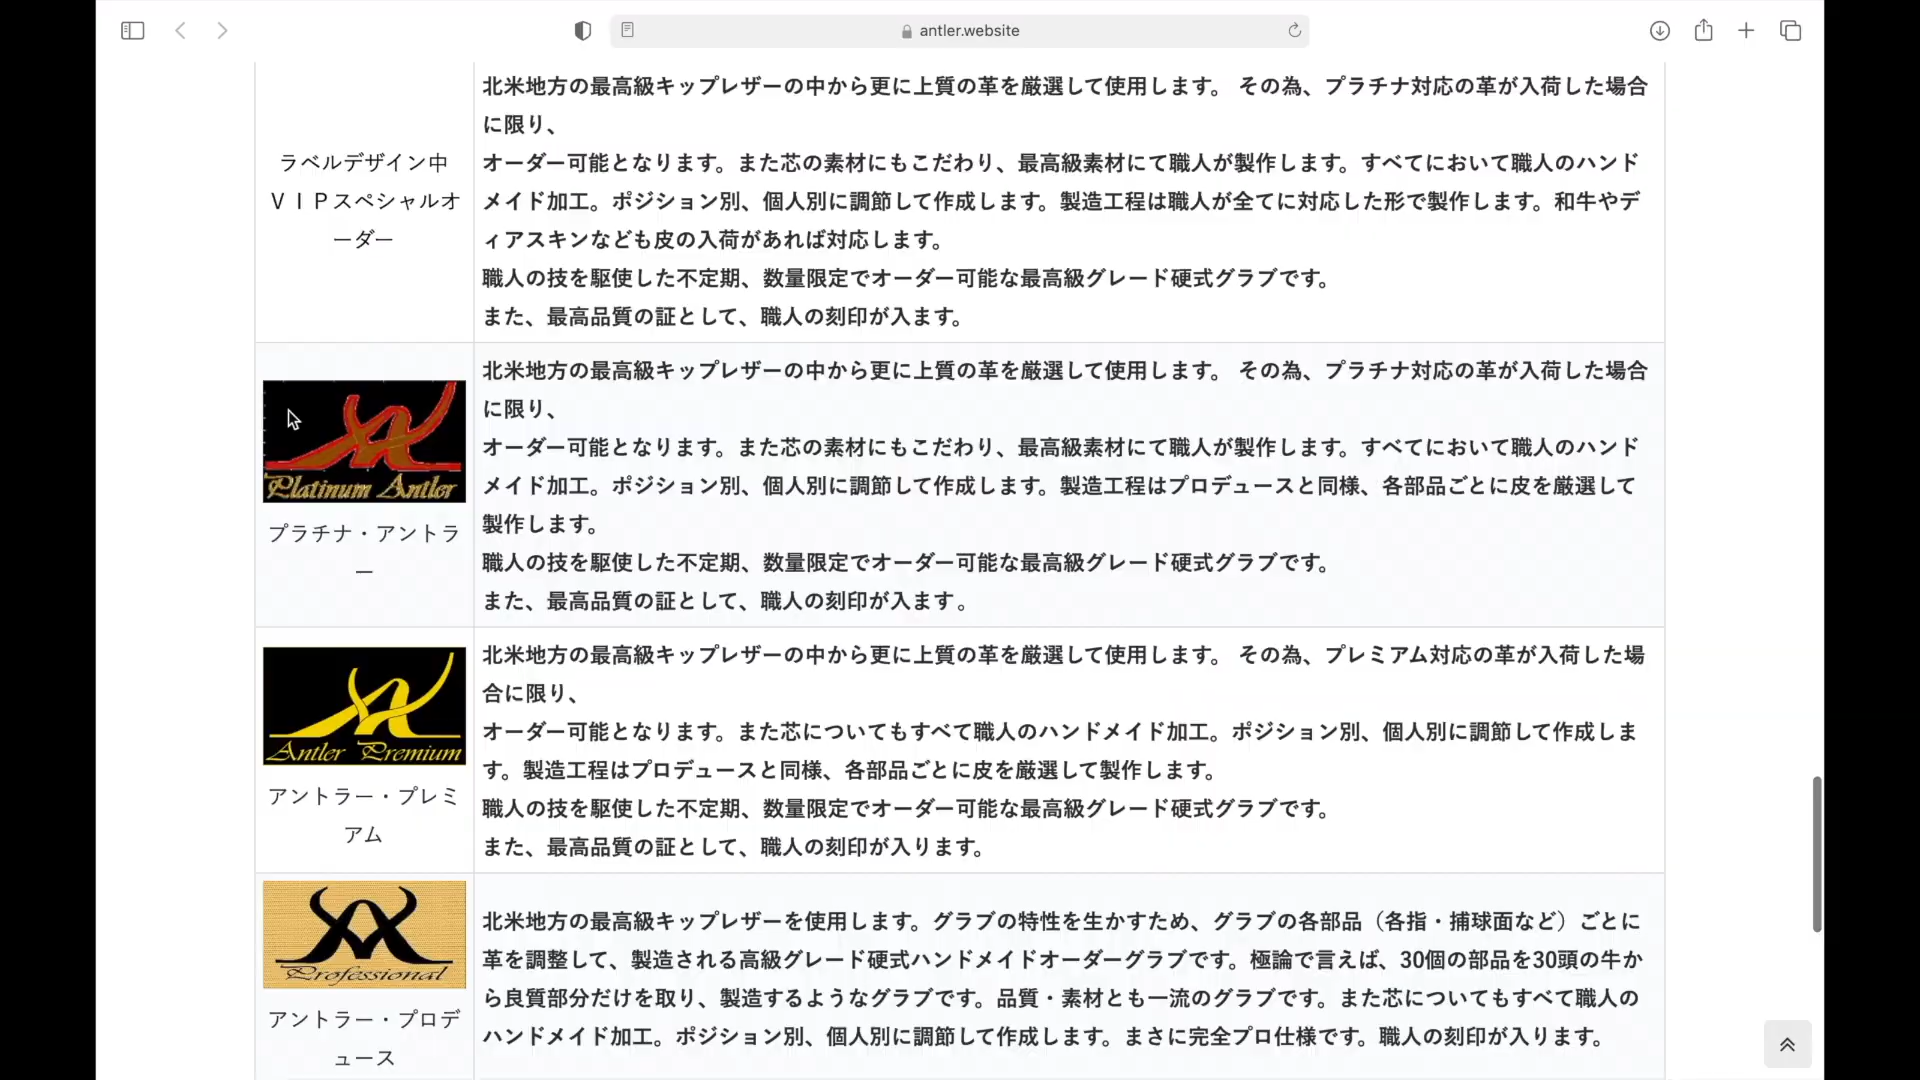 antler.website
ラベルデザイン中
ＶＩＰスペシャルオ
ーダー
北米地方の最高級キップレザーの中から更に上質の革を厳選して使用します。 その為、プラチナ対応の革が入荷した場合
に限り、
オーダー可能となります。また芯の素材にもこだわり、最高級素材にて職人が製作します。すべてにおいて職人のハンド
メイド加工。ポジション別、個人別に調節して作成します。製造工程は職人が全てに対応した形で製作します。和牛やデ
ィアスキンなども皮の入荷があれば対応します。
職人の技を駆使した不定期、数量限定でオーダー可能な最高級グレード硬式グラブです。
また、最高品質の証として、職人の刻印が入ます。
Platinum Antler
プラチナ・アントラ
ー
北米地方の最高級キップレザーの中から更に上質の革を厳選して使用します。 その為、プラチナ対応の革が入荷した場合
に限り、
オーダー可能となります。また芯の素材にもこだわり、最高級素材にて職人が製作します。すべてにおいて職人のハンド
メイド加工。ポジション別、個人別に調節して作成します。製造工程はプロデュースと同様、各部品ごとに皮を厳選して
製作します。
職人の技を駆使した不定期、数量限定でオーダー可能な最高級グレード硬式グラブです。
また、最高品質の証として、職人の刻印が入ます。
Antler Premium
アントラー・プレミ
アム
北米地方の最高級キップレザーの中から更に上質の革を厳選して使用します。 その為、プレミアム対応の革が入荷した場
合に限り、
オーダー可能となります。また芯についてもすべて職人のハンドメイド加工。ポジション別、個人別に調節して作成しま
す。製造工程はプロデュースと同様、各部品ごとに皮を厳選して製作します。
職人の技を駆使した不定期、数量限定でオーダー可能な最高級グレード硬式グラブです。
また、最高品質の証として、職人の刻印が入ります。
Professional
アントラー・プロデ
ュース
北米地方の最高級キップレザーを使用します。グラブの特性を生かすため、グラブの各部品（各指・捕球面など）ごとに
革を調整して、製造される高級グレード硬式ハンドメイドオーダーグラブです。極論で言えば、30個の部品を30頭の牛か
ら良質部分だけを取り、製造するようなグラブです。品質・素材とも一流のグラブです。また芯についてもすべて職人の
ハンドメイド加工。ポジション別、個人別に調節して作成します。まさに完全プロ仕様です。職人の刻印が入ります。